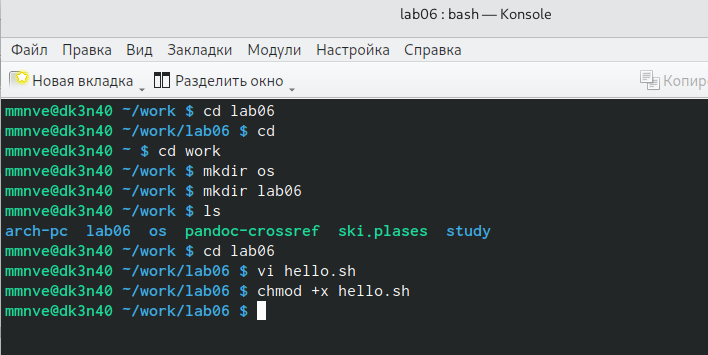 lab06 : bash — Konsole
Файл Правка Вид Закладки Модули Настройка Справка
Новая вкладка Разделить окно Копиро
mmnve@dk3n40 ~/work $ cd lab06
mmnve@dk3n40 ~/work/lab06 $ cd
mmnve@dk3n40 ~ $ cd work
mmnve@dk3n40 ~/work $ mkdir os
mmnve@dk3n40 ~/work $ mkdir lab06
mmnve@dk3n40 ~/work $ ls
arch-pc lab06 os pandoc-crossref ski.plases study
mmnve@dk3n40 ~/work $ cd lab06
mmnve@dk3n40 ~/work/lab06 $ vi hello.sh
mmnve@dk3n40 ~/work/lab06 $ chmod +x hello.sh
mmnve@dk3n40 ~/work/lab06 $